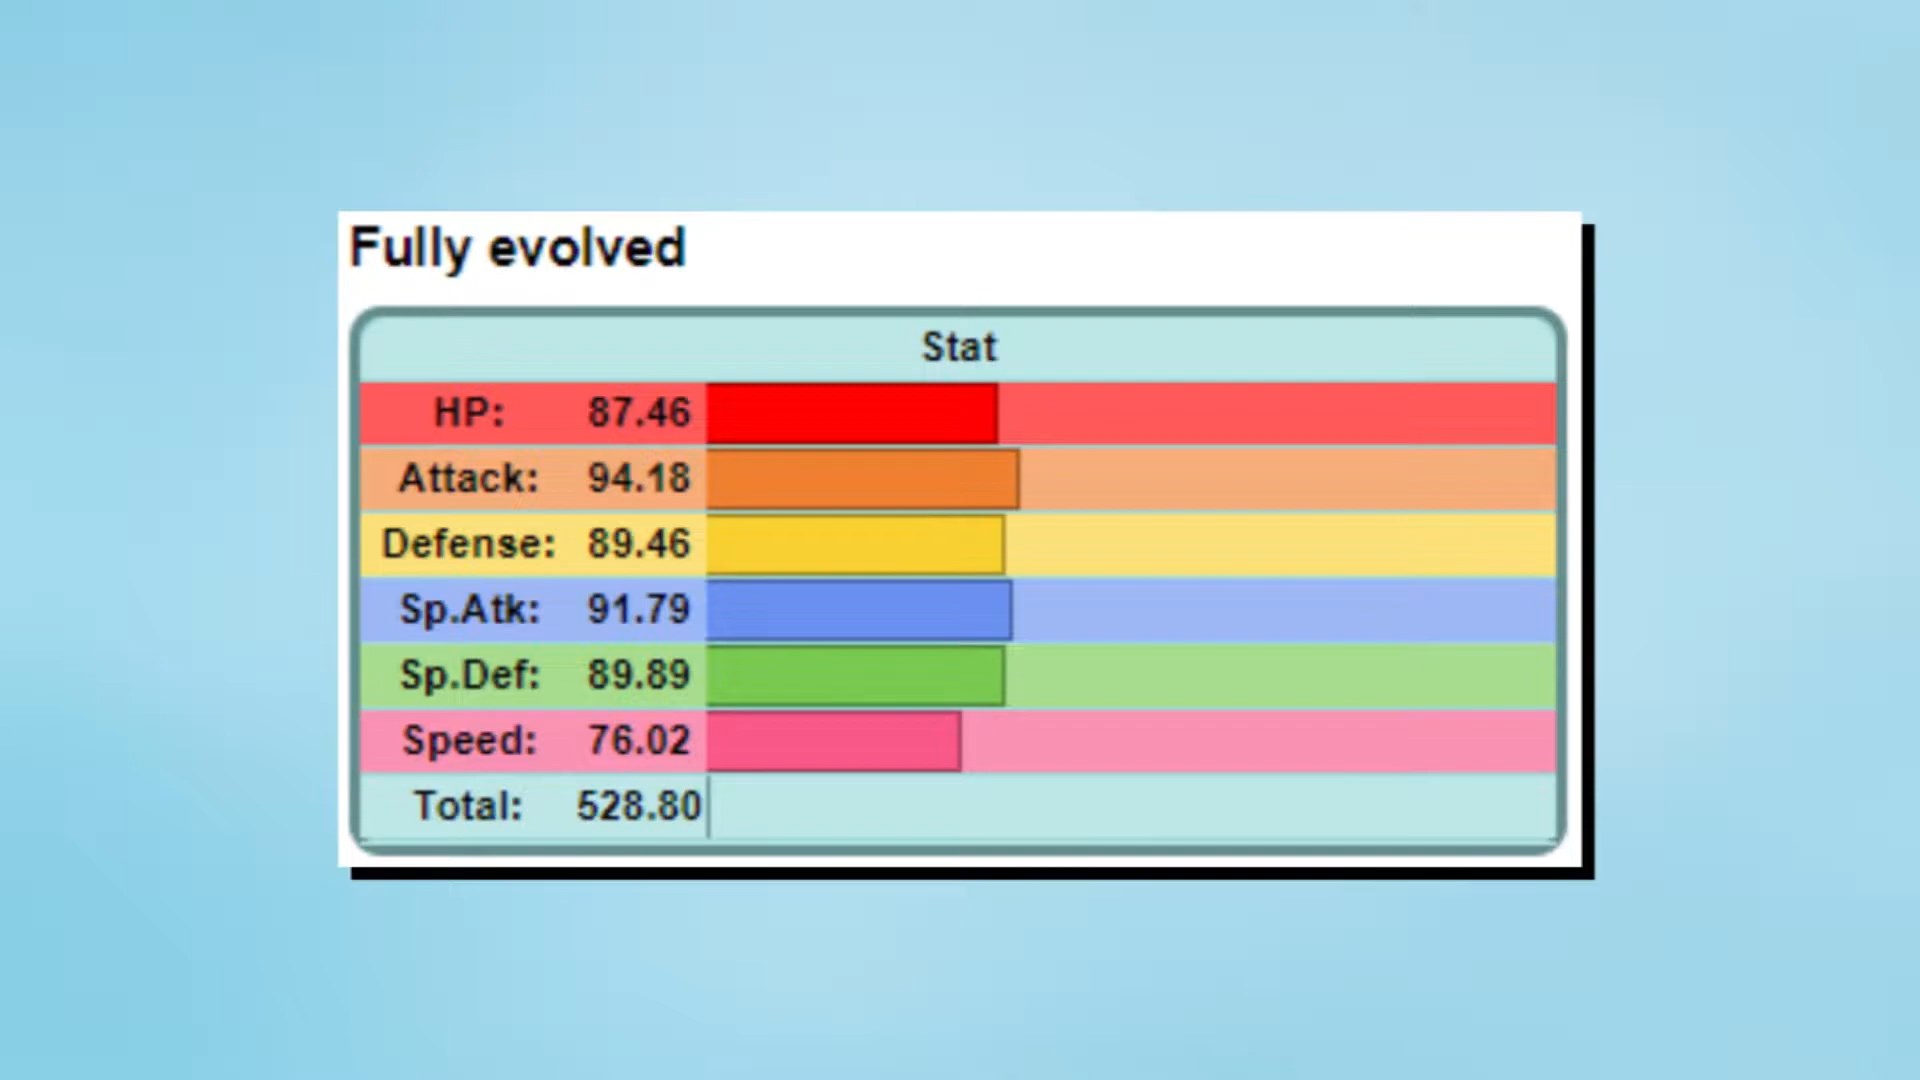 Fully evolved
Stat
HP: 87.46
Attack: 94.18
Defense: 89.46
Sp.Atk: 91.79
Sp.Def: 89.89
Speed: 76.02
Total: 528.80